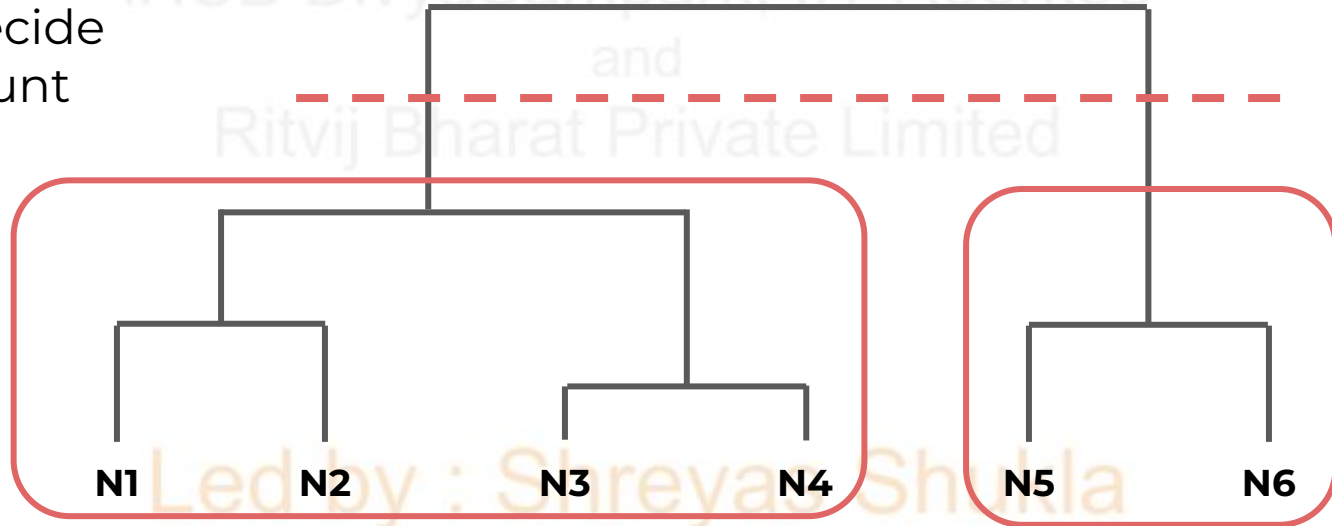 ecide
unt
and
Ritvij Bharat Private Limited
N1 N2 N3 N4 N5 N6
Led by : Shreyas Shukla